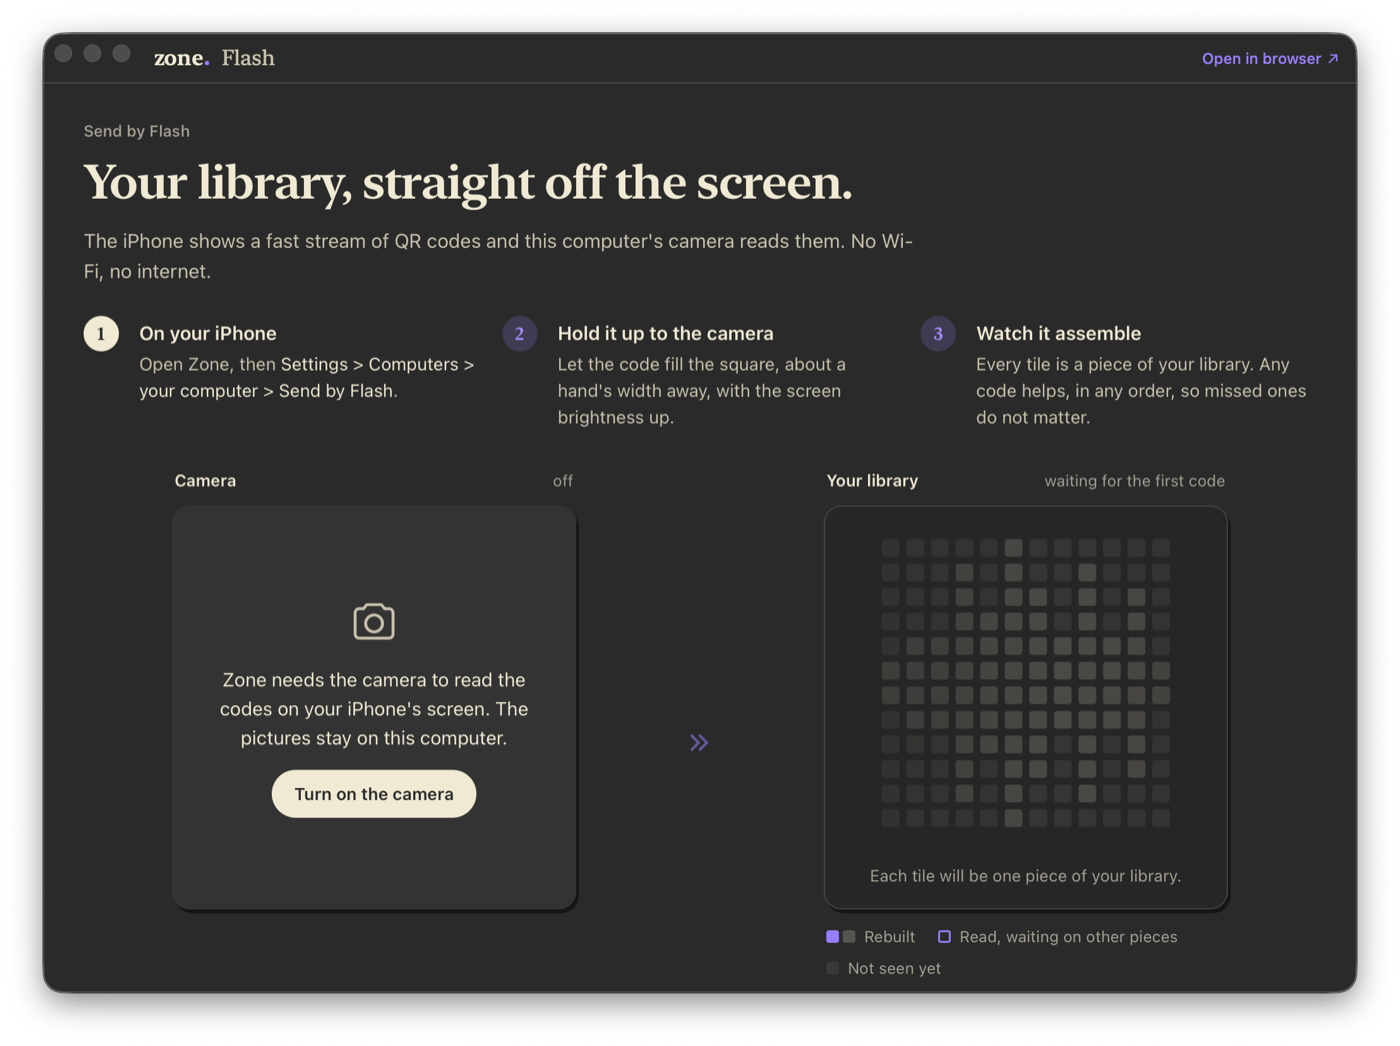 zone. Flash
Open in browser ↗
Send by Flash
Your library, straight off the screen.
The iPhone shows a fast stream of QR codes and this computer's camera reads them. No Wi-
Fi, no internet.
1
On your iPhone
Open Zone, then Settings > Computers >
your computer > Send by Flash.
2
Hold it up to the camera
Let the code fill the square, about a
hand's width away, with the screen
brightness up.
3
Watch it assemble
Every tile is a piece of your library. Any
code helps, in any order, so missed ones
do not matter.
Camera
off
Zone needs the camera to read the
codes on your iPhone's screen. The
pictures stay on this computer.
Turn on the camera
Your library
waiting for the first code
Each tile will be one piece of your library.
Rebuilt
Read, waiting on other pieces
Not seen yet